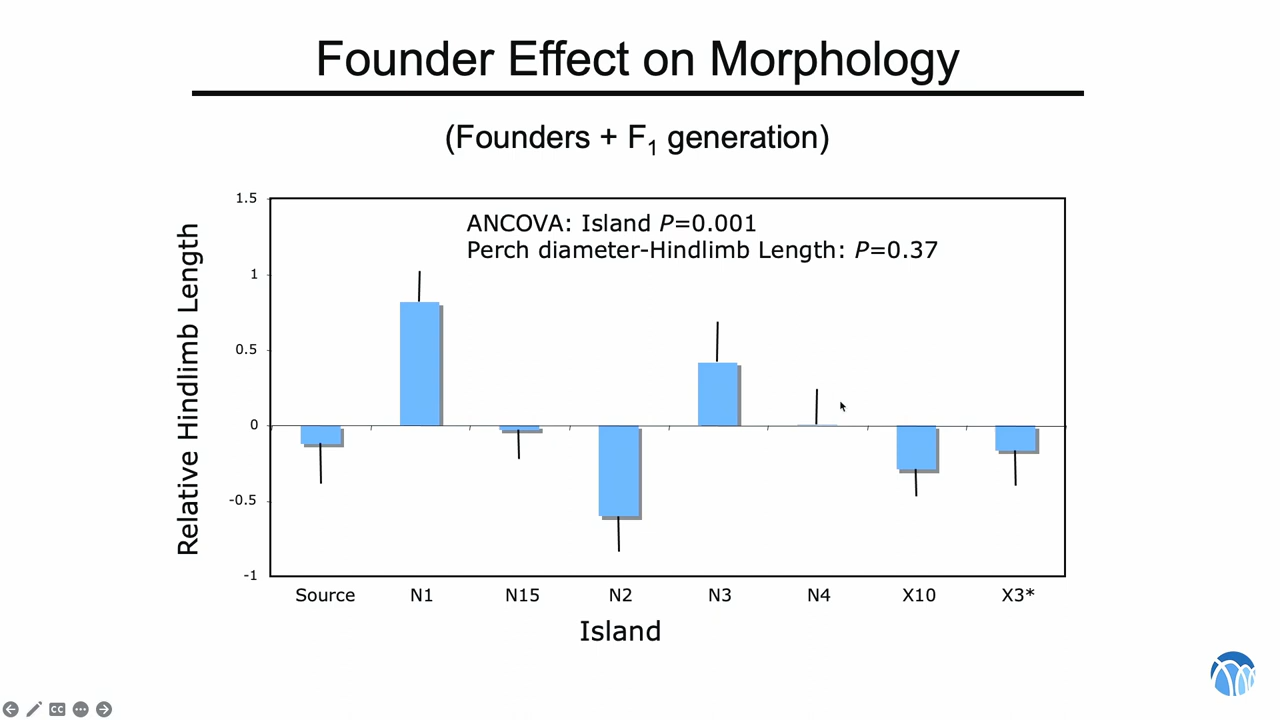 Founder Effect on Morphology
(Founders + F₁ generation)
ANCOVA: Island P=0.001
Perch diameter-Hindlimb Length: P=0.37
Relative Hindlimb Length
1.5
1
0.5
0
-0.5
-1
Source N1 N15 N2 N3 N4 X10 X3*
Island
CC